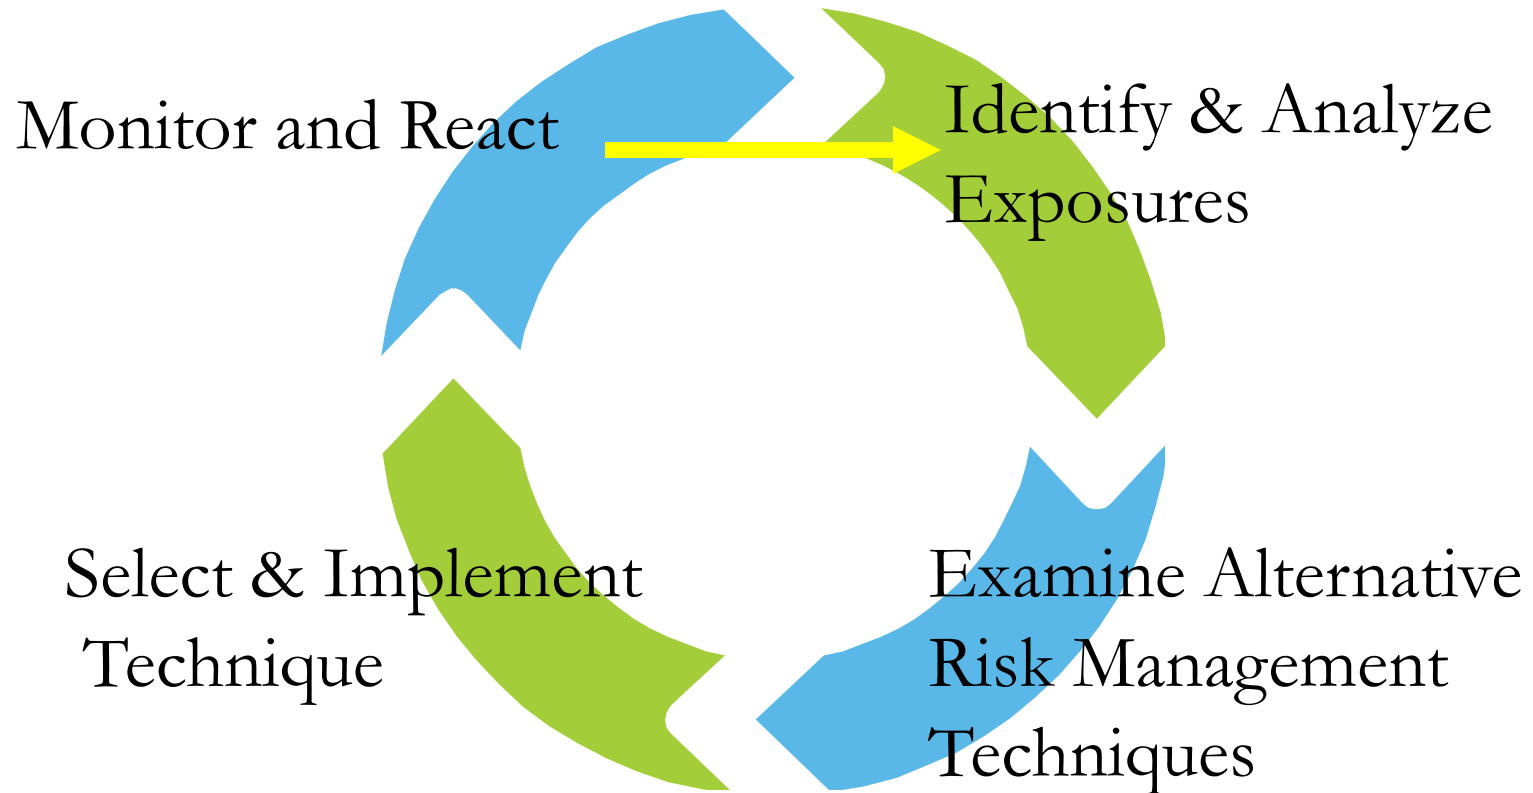 Monitor and React
Identify & Analyze
Exposures
Select & Implement
Technique
Examine Alternative
Risk Management
Techniques